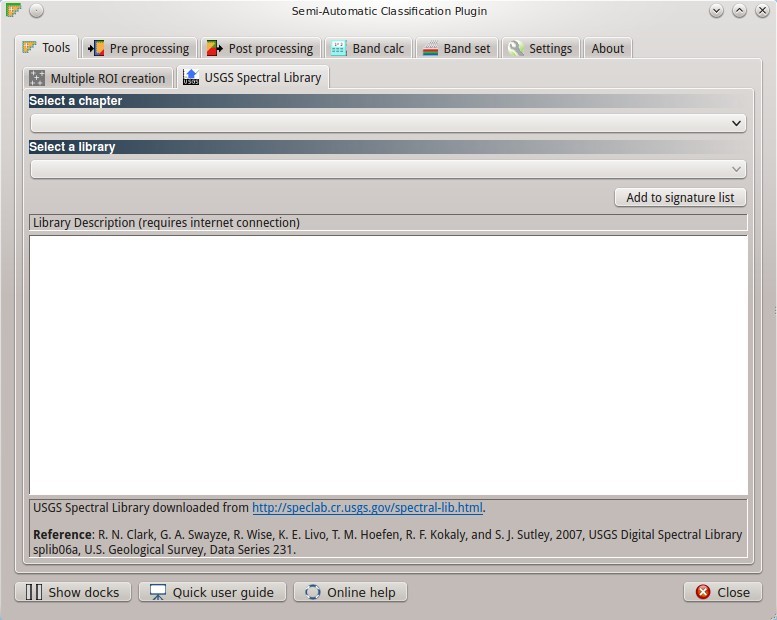 Semi-Automatic Classification Plugin
Tools Pre processing Post processing Band calc Band set Settings About
Multiple ROI creation USGS USGS Spectral Library
Select a chapter
Select a library
Add to signature list
Library Description (requires internet connection)
USGS Spectral Library downloaded from http://speclab.cr.usgs.gov/spectral-lib.html.
Reference: R. N. Clark, G. A. Swayze, R. Wise, K. E. Livo, T. M. Hoefen, R. F. Kokaly, and S. J. Sutley, 2007, USGS Digital Spectral Library
splib06a, U.S. Geological Survey, Data Series 231.
Show docks Quick user guide Online help Close